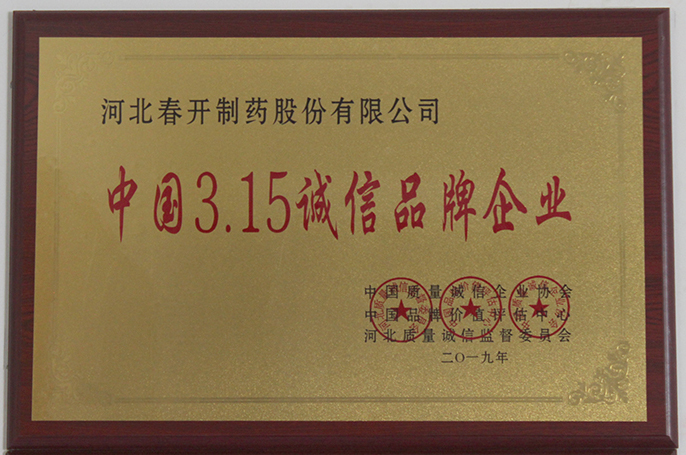 河北春开制药股份有限公司
中国3.15诚信品牌企业
中国质量诚信企业协会
中国品牌价值评估中心
河北质量诚信监督委员会
二〇一九年